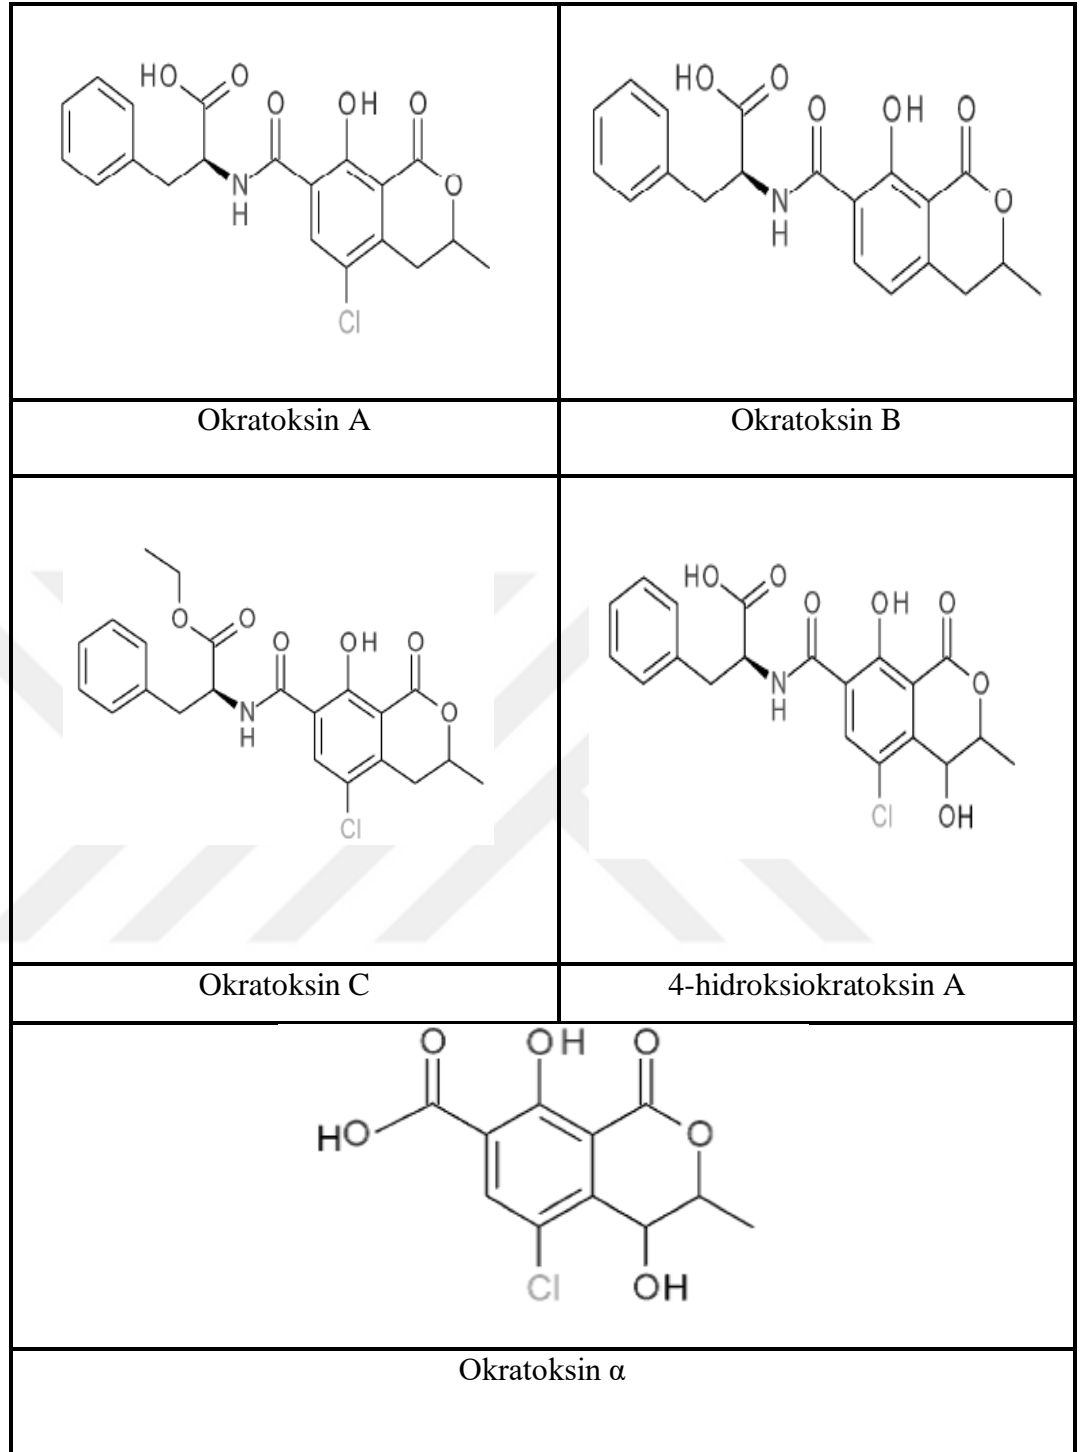 HO O O OH O
O
N
H
Cl
Okratoksin A
HO O O OH O
O
N
H
Okratoksin B
O O O OH O
O
N
H
Cl
Okratoksin C
HO O O OH O
O
N
H
Cl OH
4-hidroksiokratoksin A
O OH O
HO O
Cl OH
Okratoksin α